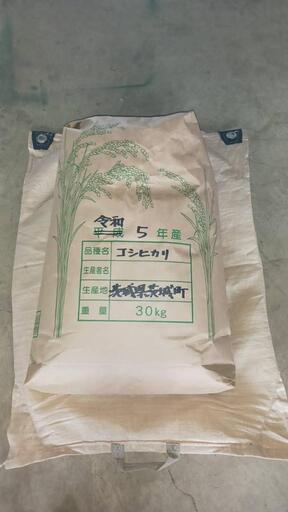 令和
平成 5 年産
品種名 コシヒカリ
生産者名
生産地 茨城県茨城町
重量 30kg